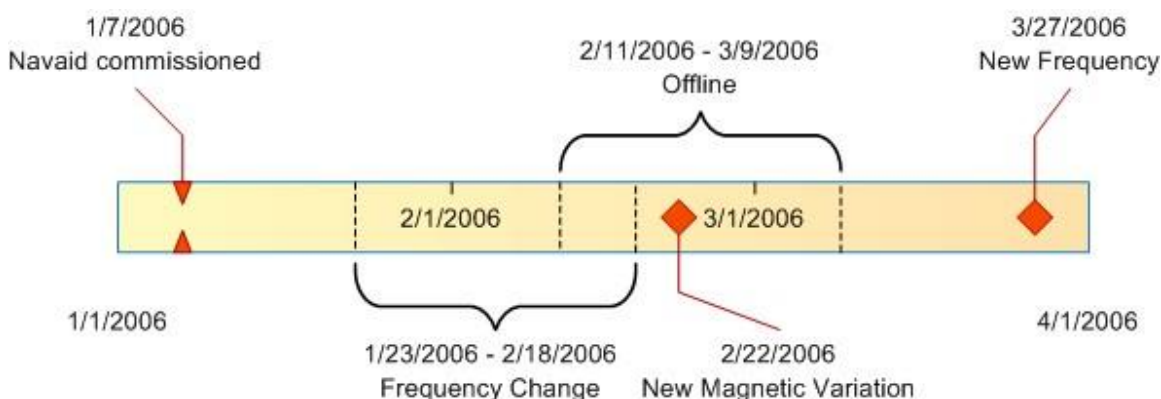 1/7/2006
Navaid commissioned
2/11/2006 - 3/9/2006
Offline
3/27/2006
New Frequency
2/1/2006
3/1/2006
1/1/2006
4/1/2006
1/23/2006 - 2/18/2006
Frequency Change
2/22/2006
New Magnetic Variation